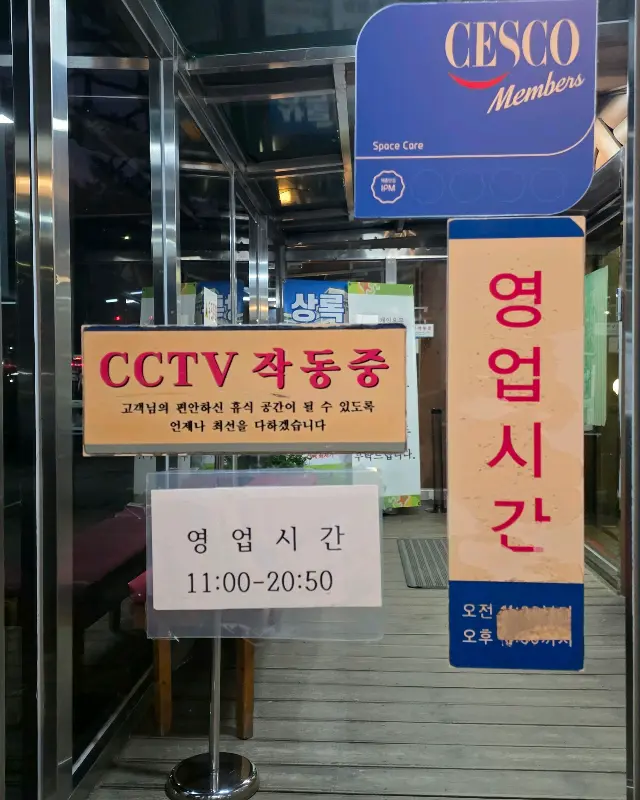 CESCO
Members
Space Care
IPM
상록
CCTV 작동중
고객님의 편안하신 휴식 공간이 될 수 있도록
언제나 최선을 다하겠습니다
영업시간
11:00-20:50
영업시간
오전
오후